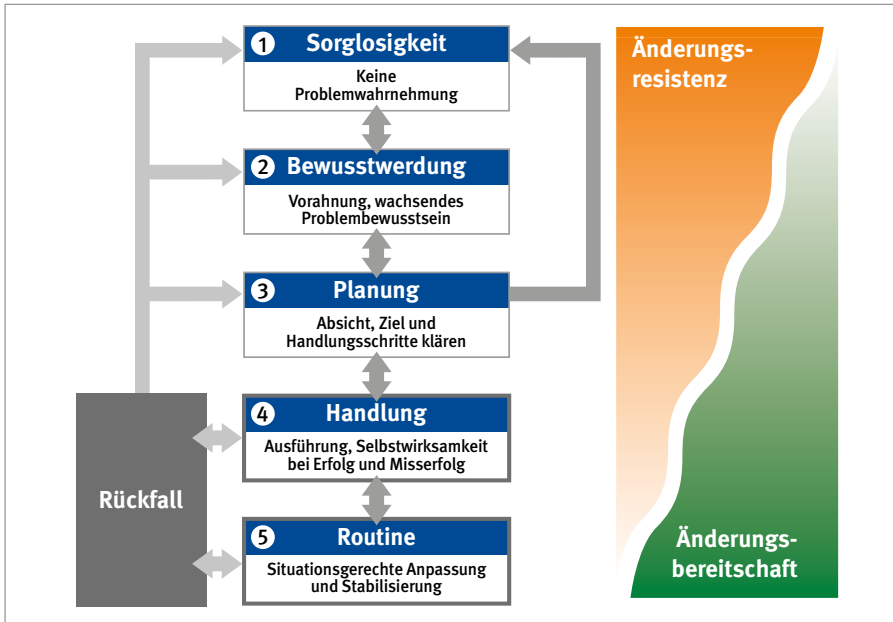 1 Sorglosigkeit
Keine
Problemwahrnehmung
2 Bewusstwerdung
Vorahnung, wachsendes
Problembewusstsein
3 Planung
Absicht, Ziel und
Handlungsschritte klären
4 Handlung
Ausführung, Selbstwirksamkeit
bei Erfolg und Misserfolg
5 Routine
Situationsgerechte Anpassung
und Stabilisierung
Rückfall
Änderungs-
resistenz
Änderungs-
bereitschaft